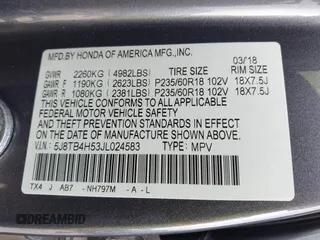 MFD.BY HONDA OF AMERICA MFG.,INC. 03/18
GVWR 2260KG (4982LBS) TIRE SIZE RIM SIZE
GAWR F 1190KG (2623LBS) P235/60R18 102V 18X7.5J
GAWR R 1080KG (2381LBS) P235/60R18 102V 18X7.5J
THIS VEHICLE CONFORMS TO ALL APPLICABLE
FEDERAL MOTOR VEHICLE SAFETY AND THEFT
PREVENTION STANDARDS IN EFFECT ON THE
DATE OF MANUFACTURE SHOWN ABOVE.
V.I.N: 5J8TB4H53JL024583 TYPE: MPV
TX4 J AB7 -NH797M -A-L
DREAMBID